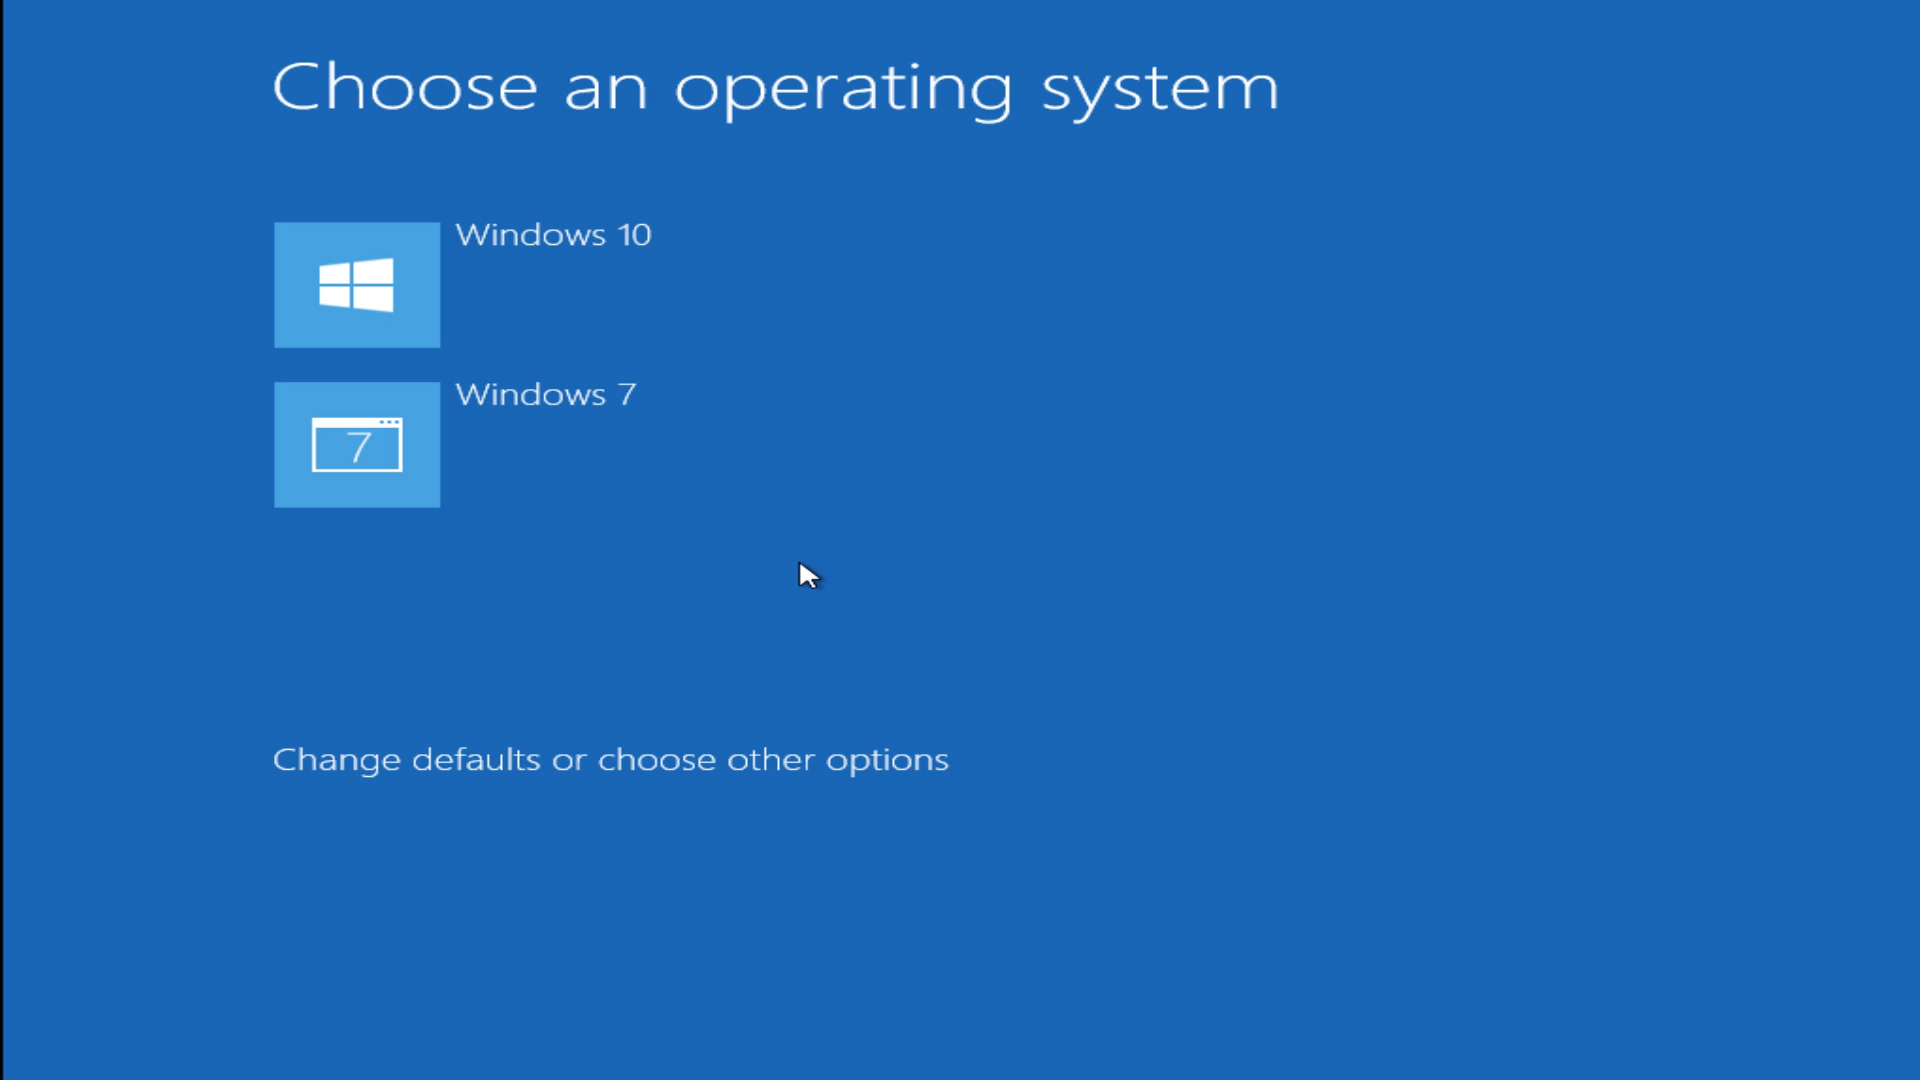 Choose an operating system
Windows 10
Windows 7
7
Change defaults or choose other options